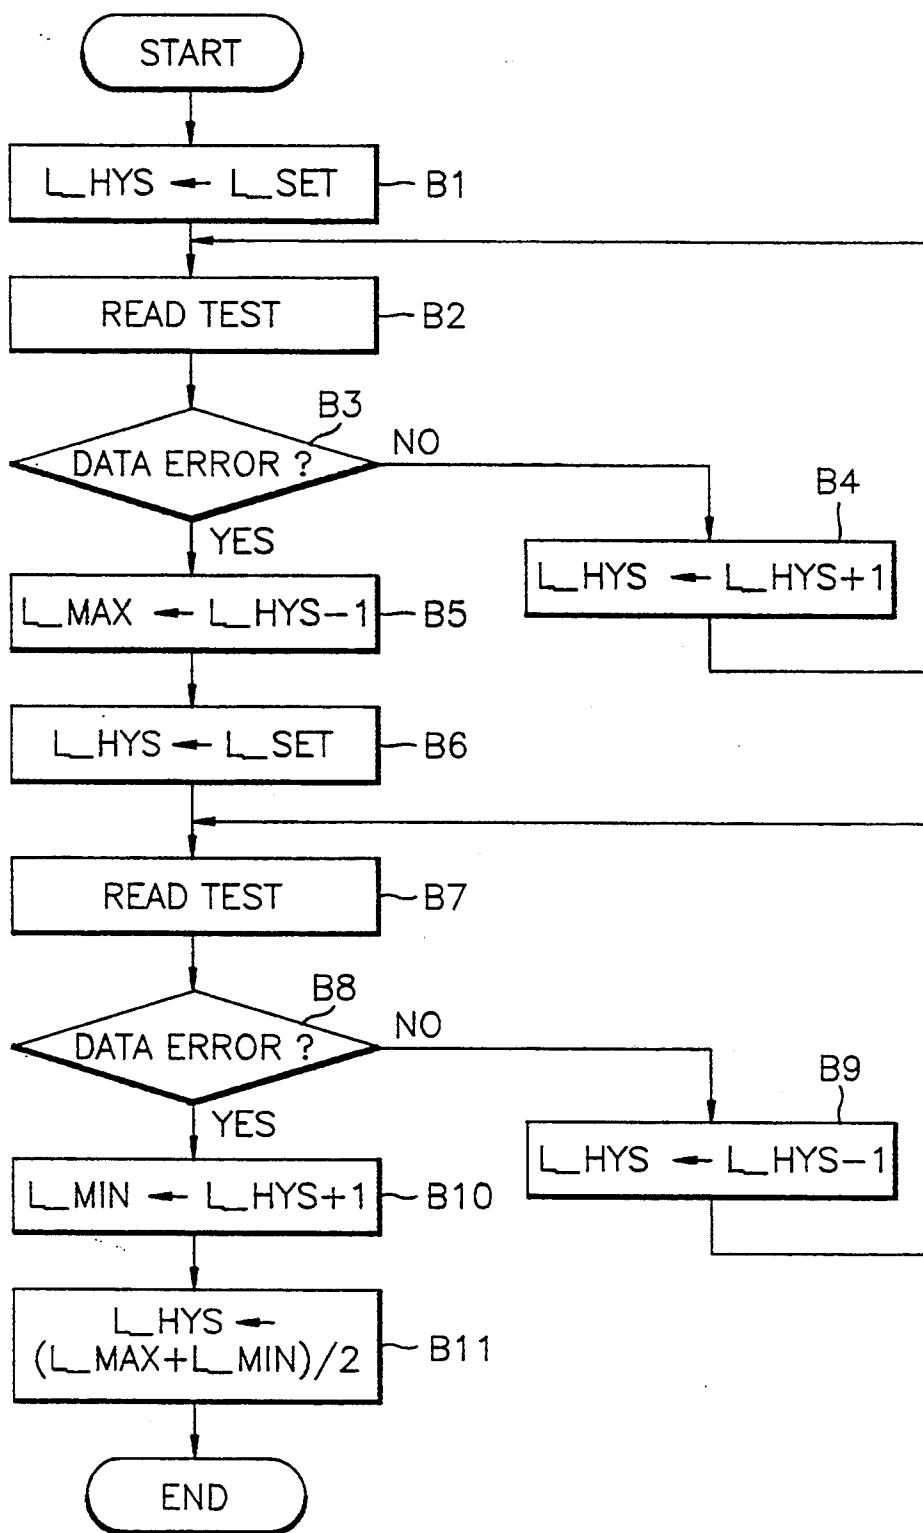 START
L_HYS ← L_SET
B1
READ TEST
B2
B3
DATA ERROR ?
NO
YES
B4
L_HYS ← L_HYS+1
L_MAX ← L_HYS-1
B5
L_HYS ← L_SET
B6
READ TEST
B7
B8
DATA ERROR ?
NO
YES
B9
L_HYS ← L_HYS-1
L_MIN ← L_HYS+1
B10
L_HYS ←
(L_MAX+L_MIN)/2
B11
END